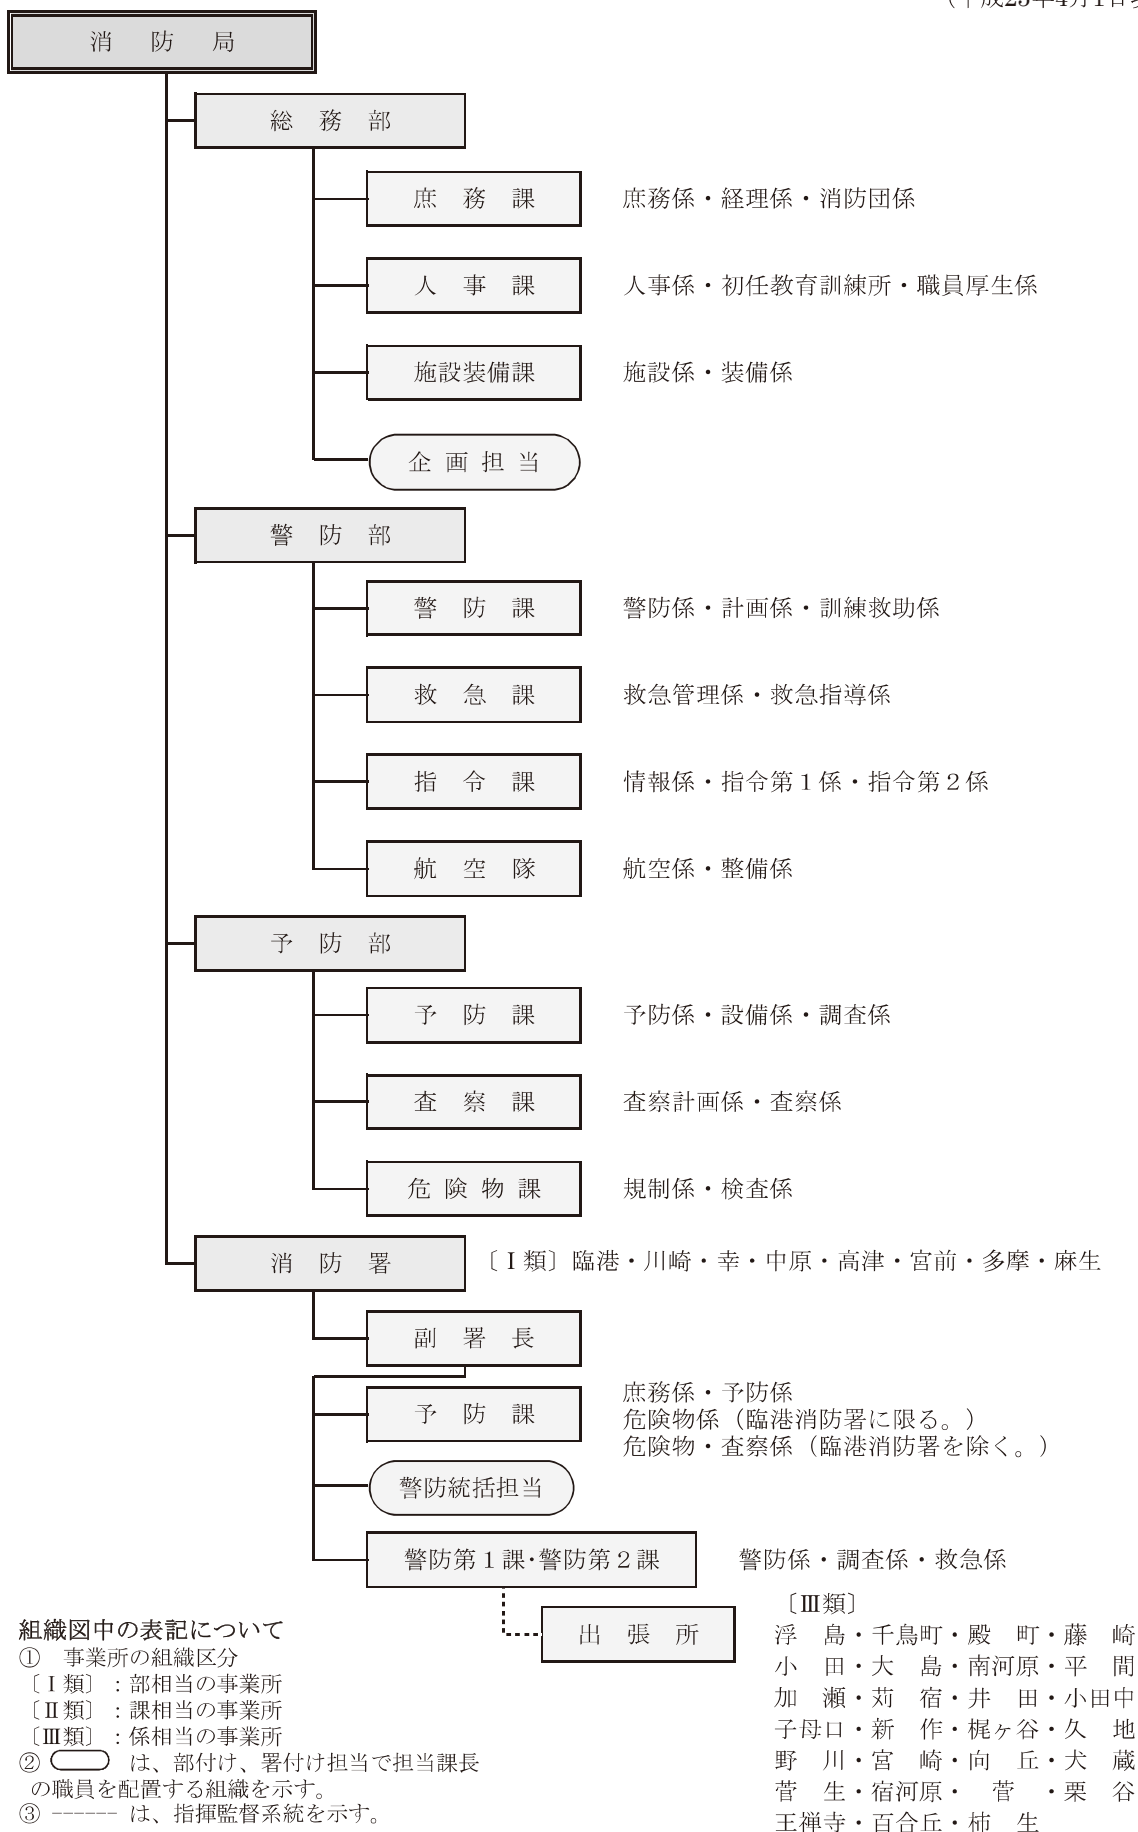 （平成25年4月1日
消　防　局
総　務　部
庶　務　課　庶務係・経理係・消防団係
人　事　課　人事係・初任教育訓練所・職員厚生係
施設装備課　施設係・装備係
企画担当
警　防　部
警　防　課　警防係・計画係・訓練救助係
救　急　課　救急管理係・救急指導係
指　令　課　情報係・指令第１係・指令第２係
航　空　隊　航空係・整備係
予　防　部
予　防　課　予防係・設備係・調査係
査　察　課　査察計画係・査察係
危険物課　規制係・検査係
消　防　署　〔Ⅰ類〕臨港・川崎・幸・中原・高津・宮前・多摩・麻生
副　署　長
予　防　課　庶務係・予防係
危険物係（臨港消防署に限る。）
危険物・査察係（臨港消防署を除く。）
警防統括担当
警防第１課・警防第２課　警防係・調査係・救急係
出　張　所
〔Ⅲ類〕
浮　島・千鳥町・殿　町・藤　崎
小　田・大　島・南河原・平　間
加　瀬・苅　宿・井　田・小田中
子母口・新　作・梶ヶ谷・久　地
野　川・宮　崎・向　丘・犬　蔵
菅　生・宿河原・　菅　・栗　谷
王禅寺・百合丘・柿　生
組織図中の表記について
①　事業所の組織区分
〔Ⅰ類〕：部相当の事業所
〔Ⅱ類〕：課相当の事業所
〔Ⅲ類〕：係相当の事業所
②　は、部付け、署付け担当で担当課長
の職員を配置する組織を示す。
③ ------ は、指揮監督系統を示す。